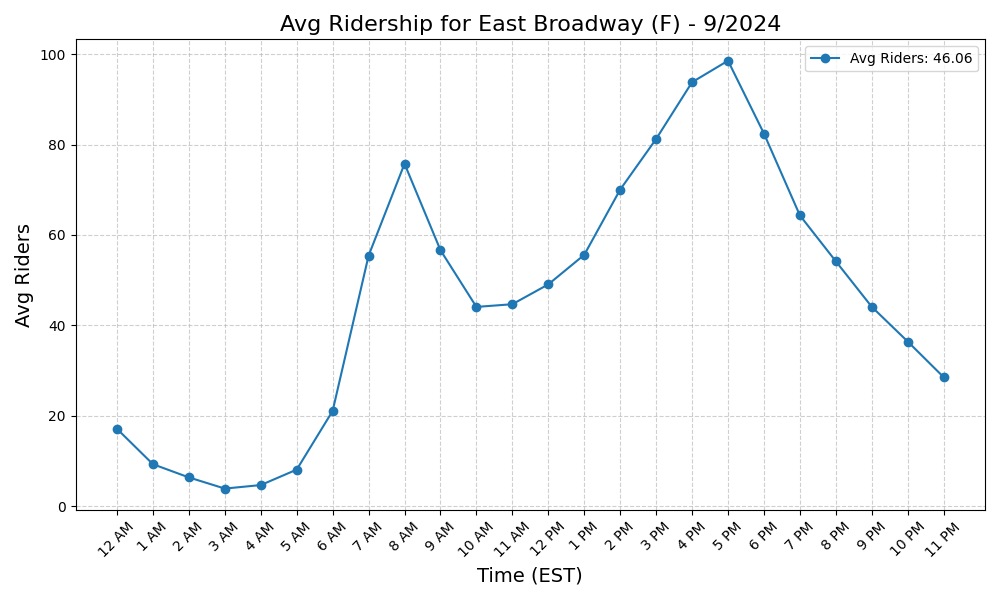 Avg Ridership for East Broadway (F) - 9/2024
Avg Riders: 46.06
Avg Riders
100
80
60
40
20
0
12 AM
1 AM
2 AM
3 AM
4 AM
5 AM
6 AM
7 AM
8 AM
9 AM
10 AM
11 AM
12 PM
1 PM
2 PM
3 PM
4 PM
5 PM
6 PM
7 PM
8 PM
9 PM
10 PM
11 PM
Time (EST)